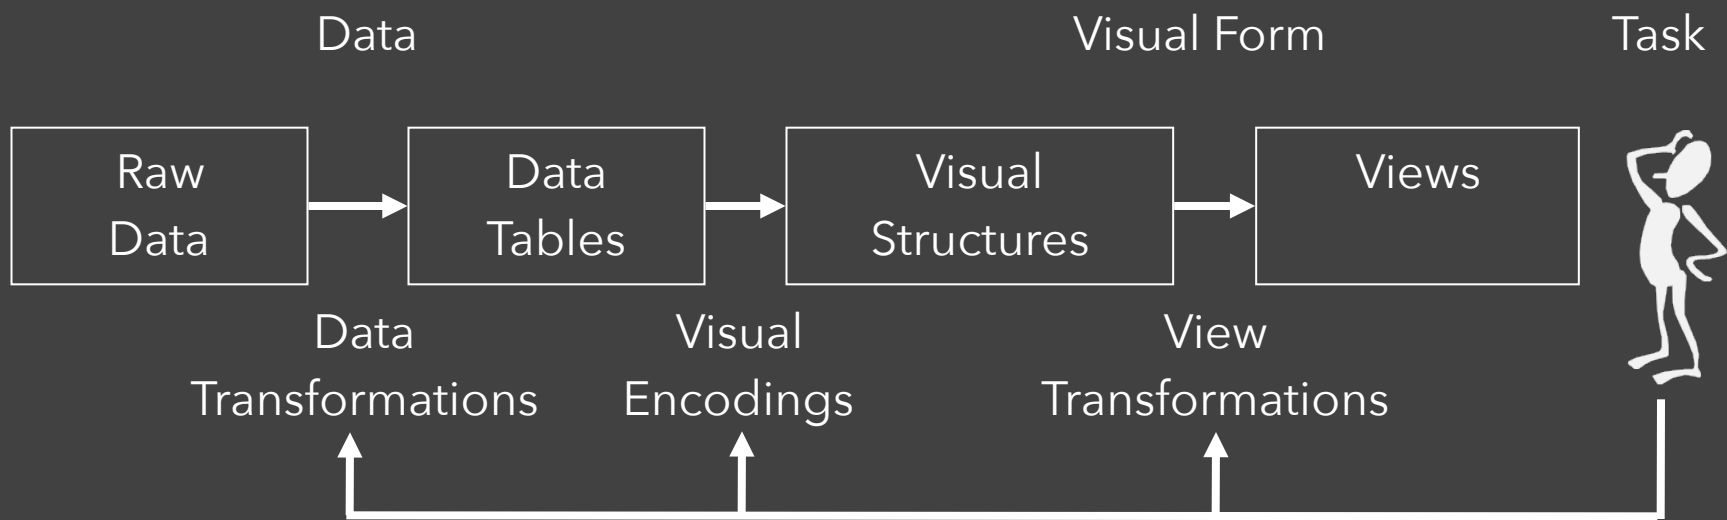 Data
Visual Form
Task
Raw
Data
Data
Tables
Visual
Structures
Views
Data
Transformations
Visual
Encodings
View
Transformations